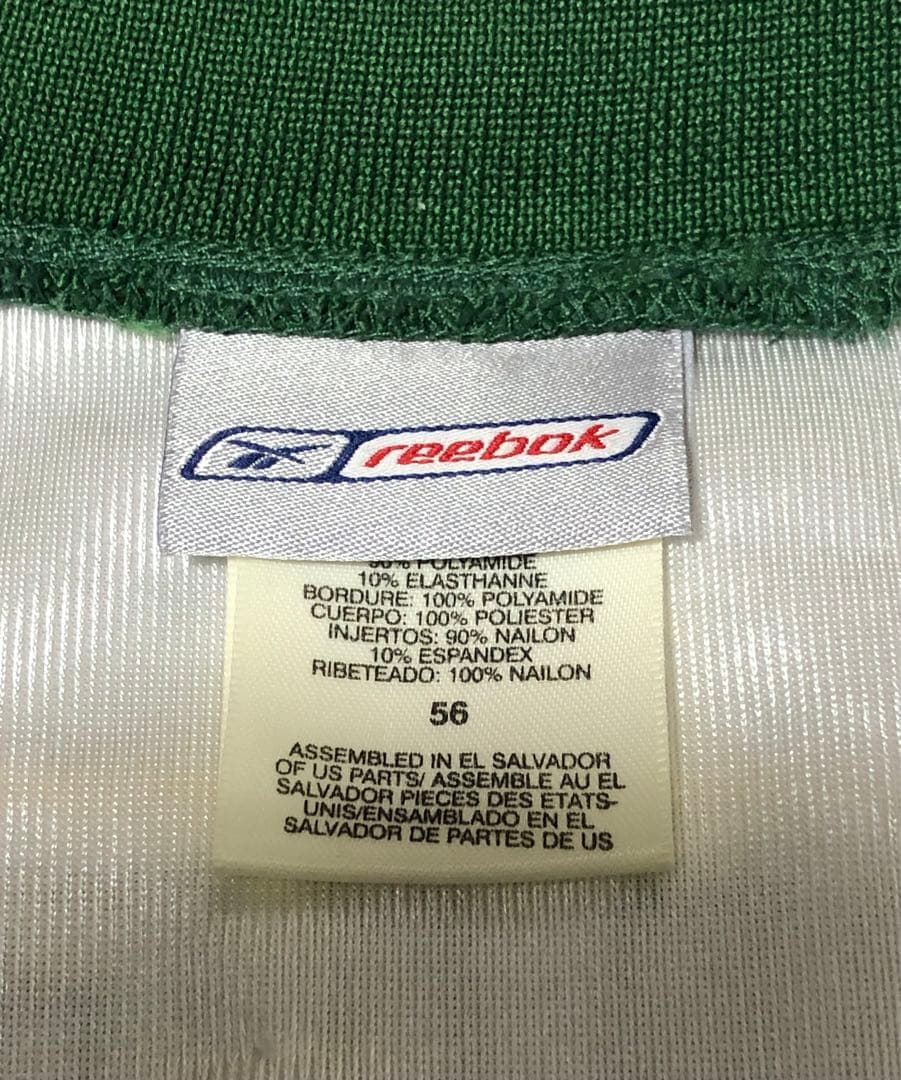 reebok
90% POLYAMIDE
10% ELASTHANNE
BORDURE: 100% POLYAMIDE
CUERPO: 100% POLIESTER
INJERTOS: 90% NAILON
10% ESPANDEX
RIBETEADO: 100% NAILON
56
ASSEMBLED IN EL SALVADOR
OF US PARTS/ ASSEMBLE AU EL
SALVADOR PIECES DES ETATS-
UNIS/ENSAMBLADO EN EL
SALVADOR DE PARTES DE US